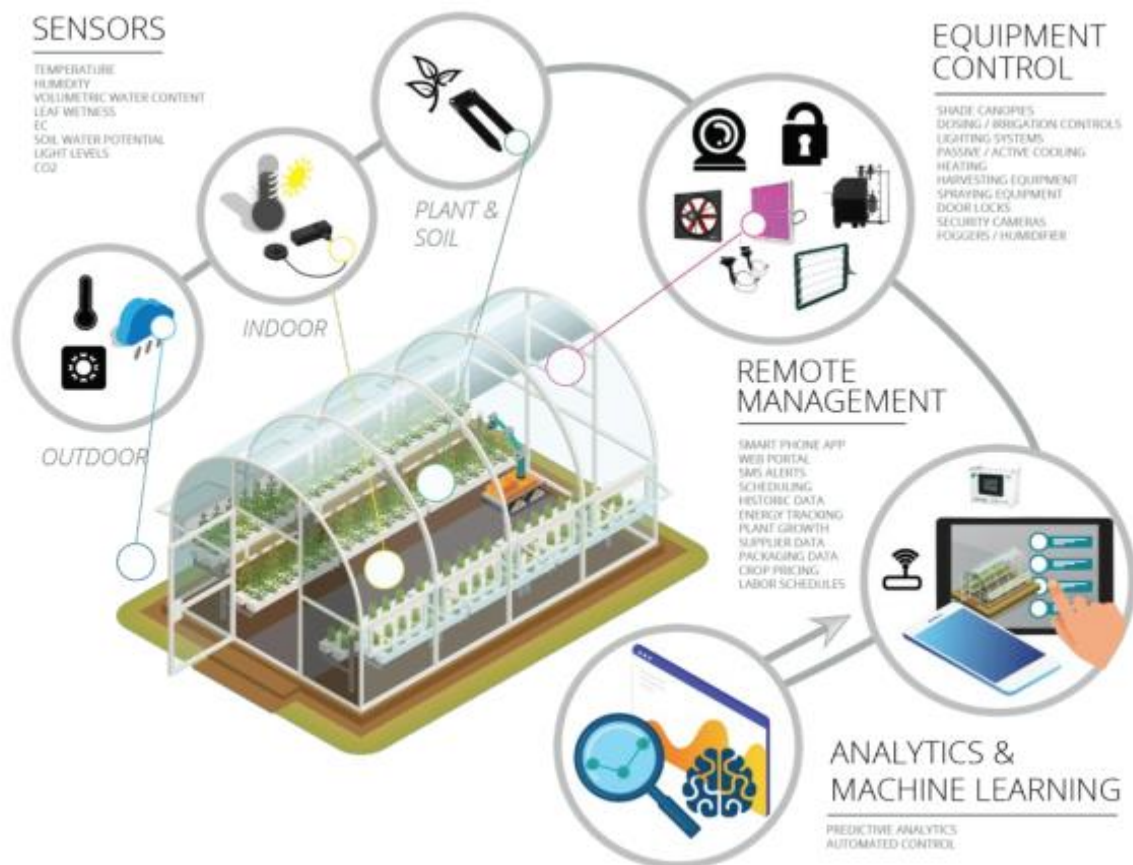 SENSORS
TEMPERATURE
HUMIDITY
VOLUMETRIC WATER CONTENT
LEAF WETNESS
EC
SOIL WATER POTENTIAL
LIGHT LEVELS
CO2
PLANT &
SOIL
INDOOR
OUTDOOR
EQUIPMENT
CONTROL
SHADE CANOPIES
DOSING / IRRIGATION CONTROLS
LIGHTING SYSTEMS
PASSIVE / ACTIVE COOLING
HEATING
HARVESTING EQUIPMENT
SPRAYING EQUIPMENT
DOOR LOCKS
SECURITY CAMERAS
FOGGERS / HUMIDIFIER
REMOTE
MANAGEMENT
SMART PHONE APP
WEB PORTAL
SMS ALERTS
SCHEDULING
HISTORIC DATA
ENERGY TRACKING
PLANT GROWTH
SUPPLIER DATA
PACKAGING DATA
CROP PRICING
LABOR SCHEDULES
ANALYTICS &
MACHINE LEARNING
PREDICTIVE ANALYTICS
AUTOMATED CONTROL